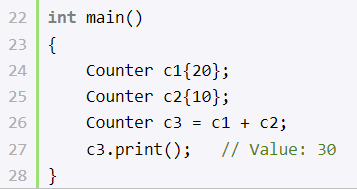 22 int main()
23 {
24     Counter c1{20};
25     Counter c2{10};
26     Counter c3 = c1 + c2;
27     c3.print();   // Value: 30
28 }